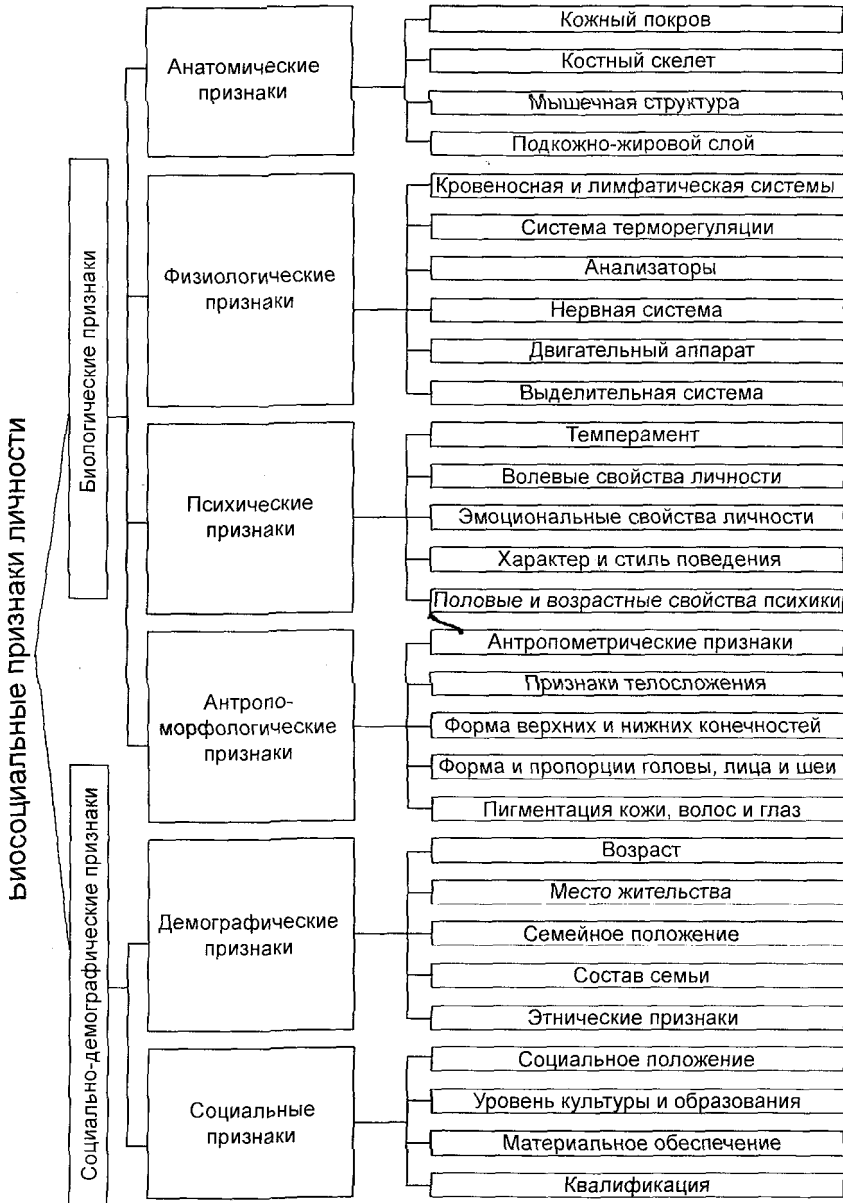 Биосоциальные признаки личности
Биологические признаки
Анатомические
признаки
Кожный покров
Костный скелет
Мышечная структура
Подкожно-жировой слой
Физиологические
признаки
Кровеносная и лимфатическая системы
Система терморегуляции
Анализаторы
Нервная система
Двигательный аппарат
Выделительная система
Психические
признаки
Темперамент
Волевые свойства личности
Эмоциональные свойства личности
Характер и стиль поведения
Половые и возрастные свойства психики
Антропо-
морфологические
признаки
Антропометрические признаки
Признаки телосложения
Форма верхних и нижних конечностей
Форма и пропорции головы, лица и шеи
Пигментация кожи, волос и глаз
Социально-демографические признаки
Демографические
признаки
Возраст
Место жительства
Семейное положение
Состав семьи
Этнические признаки
Социальные
признаки
Социальное положение
Уровень культуры и образования
Материальное обеспечение
Квалификация